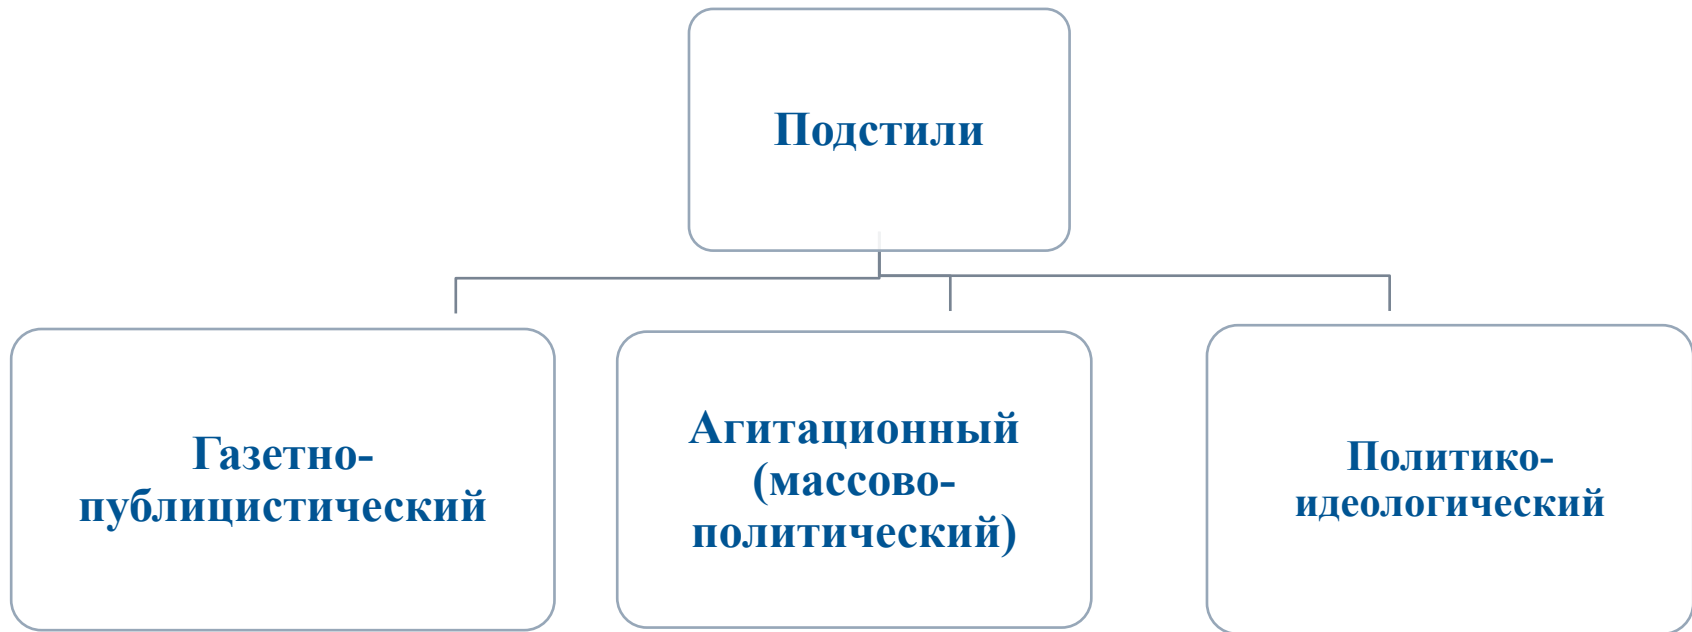 Подстили
Газетно-
публицистический
Агитационный
(массово-
политический)
Политико-
идеологический